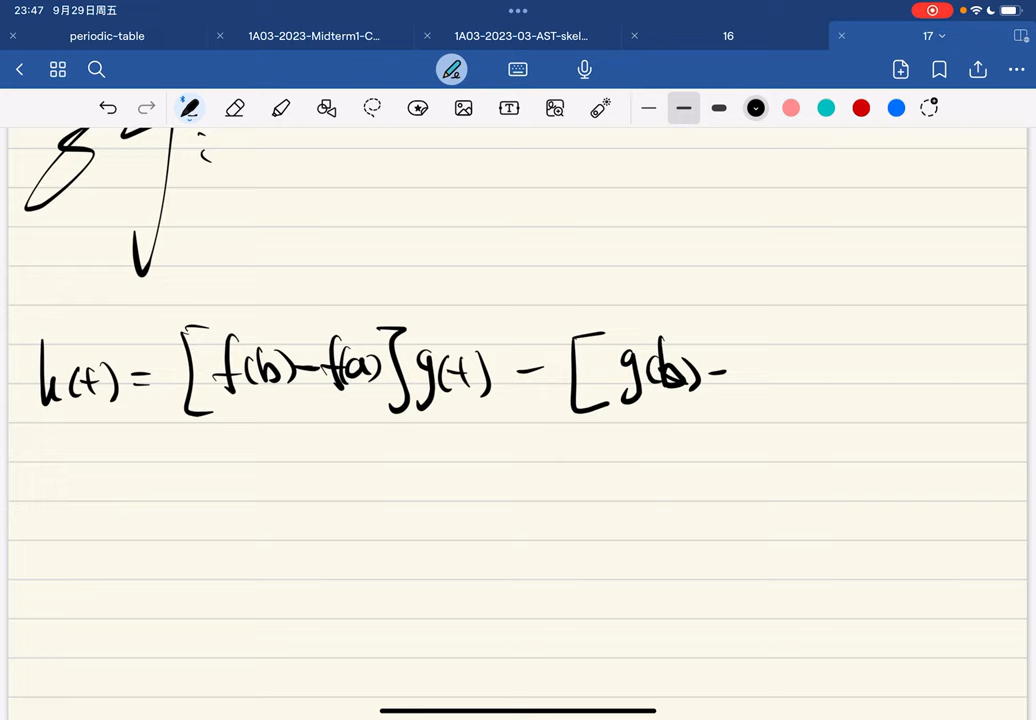 23:47 9月29日周五
periodic-table
1A03-2023-Midterm1-C...
1A03-2023-03-AST-skel...
16
17
h(t) = [f(b)-f(a)]g(t) - [g(b) -